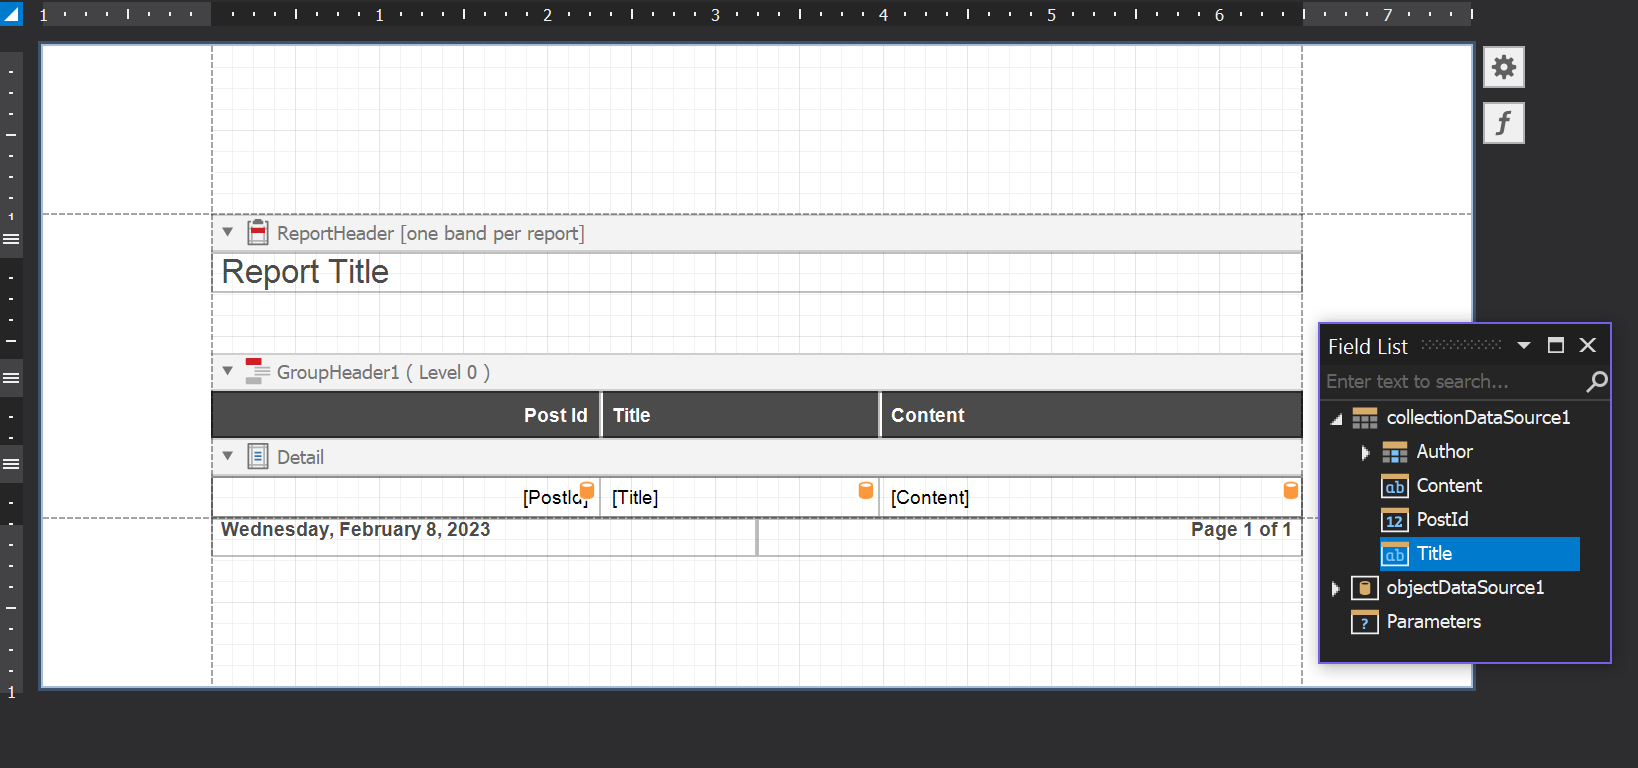 1 1 2 3 4 5 6 7
1
ReportHeader [one band per report]
Report Title
GroupHeader1 ( Level 0 )
Post Id Title Content
Detail
[PostId] [Title] [Content]
Wednesday, February 8, 2023 Page 1 of 1
1
f
Field List
Enter text to search...
collectionDataSource1
Author
ab Content
12 PostId
ab Title
objectDataSource1
? Parameters